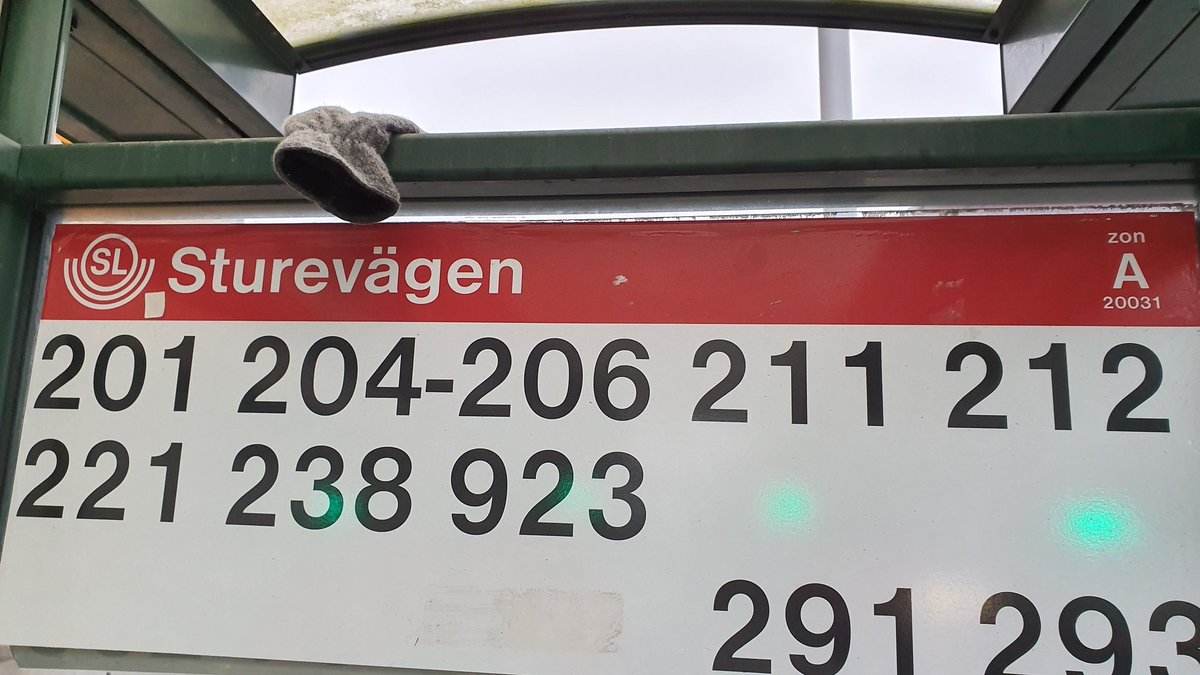 SL Sturevägen
zon
A
20031
201 204-206 211 212
221 238 923
291 293